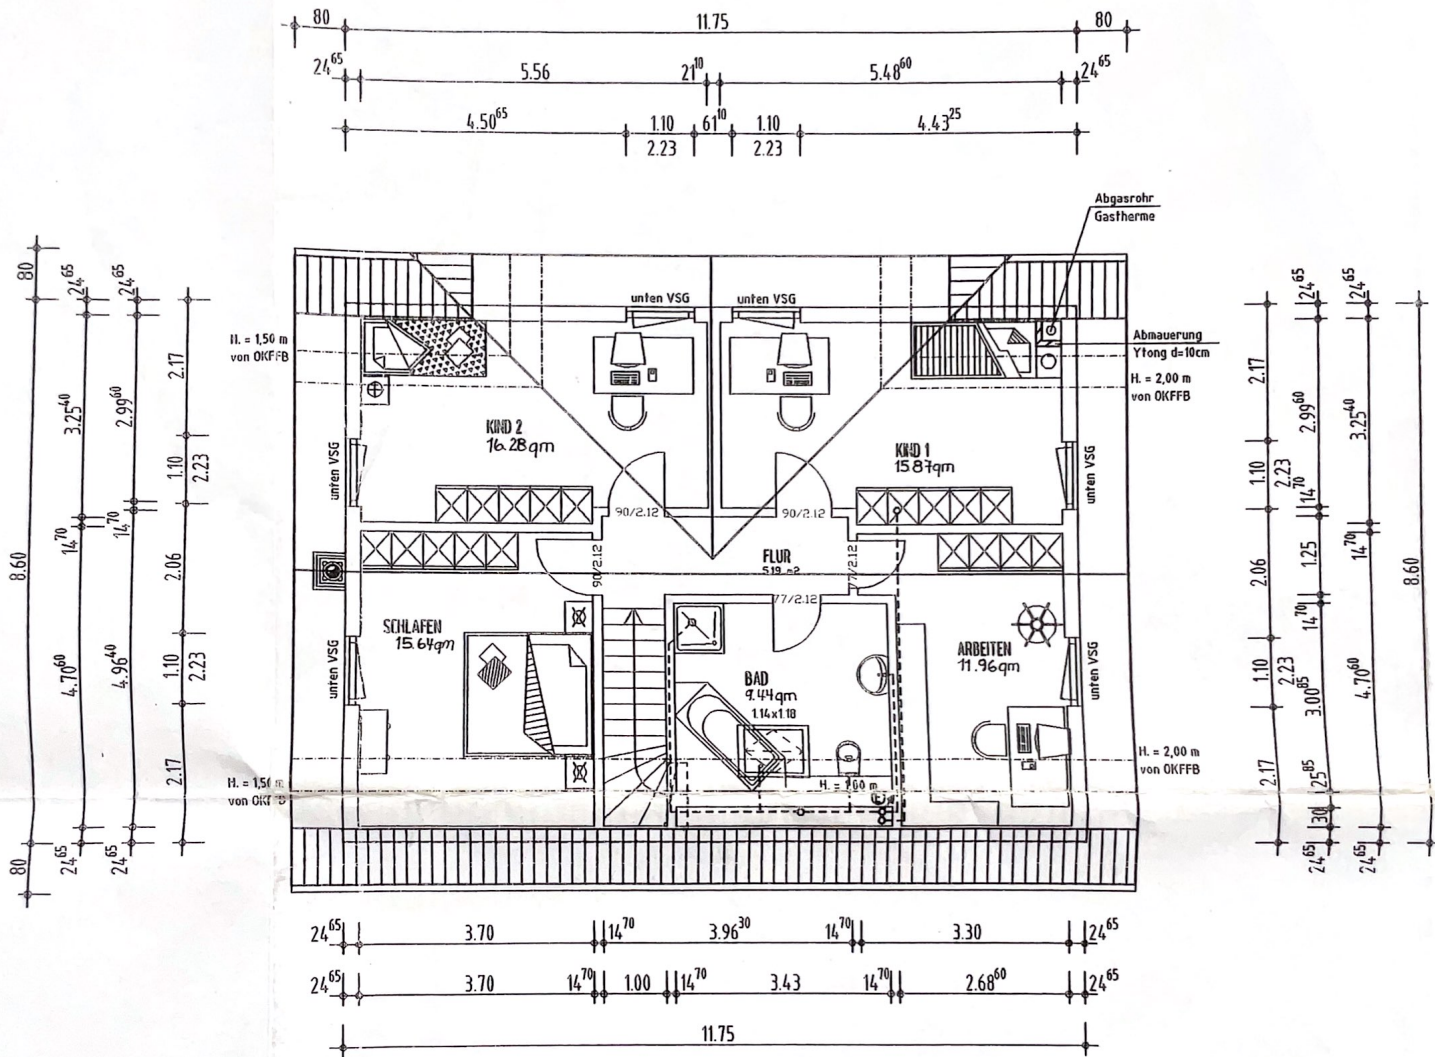 80 11.75 80
24⁶⁵ 5.56 21¹⁰ 5.48⁶⁰ 24⁶⁵
4.50⁶⁵ 1.10 61¹⁰ 1.10 4.43²⁵
2.23 2.23
Abgasrohr
Gastherme
unten VSG unten VSG
H. = 1,50 m
von OKFFB
Abmauerung
Ytong d=10cm
H. = 2,00 m
von OKFFB
KIND 2
16.28qm
KIND 1
15.87qm
unten VSG
unten VSG
90/2.12
90/2.12
90/2.12
FLUR
77/2.12
77/2.12
SCHLAFEN
15.64qm
ARBEITEN
11.96qm
BAD
9.44qm
1.14x1.18
unten VSG
unten VSG
H. = 2,00 m
von OKFFB
H. = 1,50 m
von OKFFB
80
8.60
80
24⁶⁵
3.25⁴⁰
14⁷⁰
4.70⁶⁰
24⁶⁵
24⁶⁵
2.99⁶⁰
14⁷⁰
4.96⁴⁰
24⁶⁵
2.17
1.10
2.23
2.06
1.10
2.23
2.17
2.17
1.10
2.23
2.06
1.10
2.23
2.17
24⁶⁵
2.99⁶⁰
14⁷⁰
1.25
14⁷⁰
3.00⁸⁵
25⁸⁵
30
24⁶⁵
24⁶⁵
3.25⁴⁰
14⁷⁰
4.70⁶⁰
24⁶⁵
8.60
24⁶⁵ 3.70 14⁷⁰ 3.96³⁰ 14⁷⁰ 3.30 24⁶⁵
24⁶⁵ 3.70 14⁷⁰ 1.00 14⁷⁰ 3.43 14⁷⁰ 2.68⁶⁰ 24⁶⁵
11.75